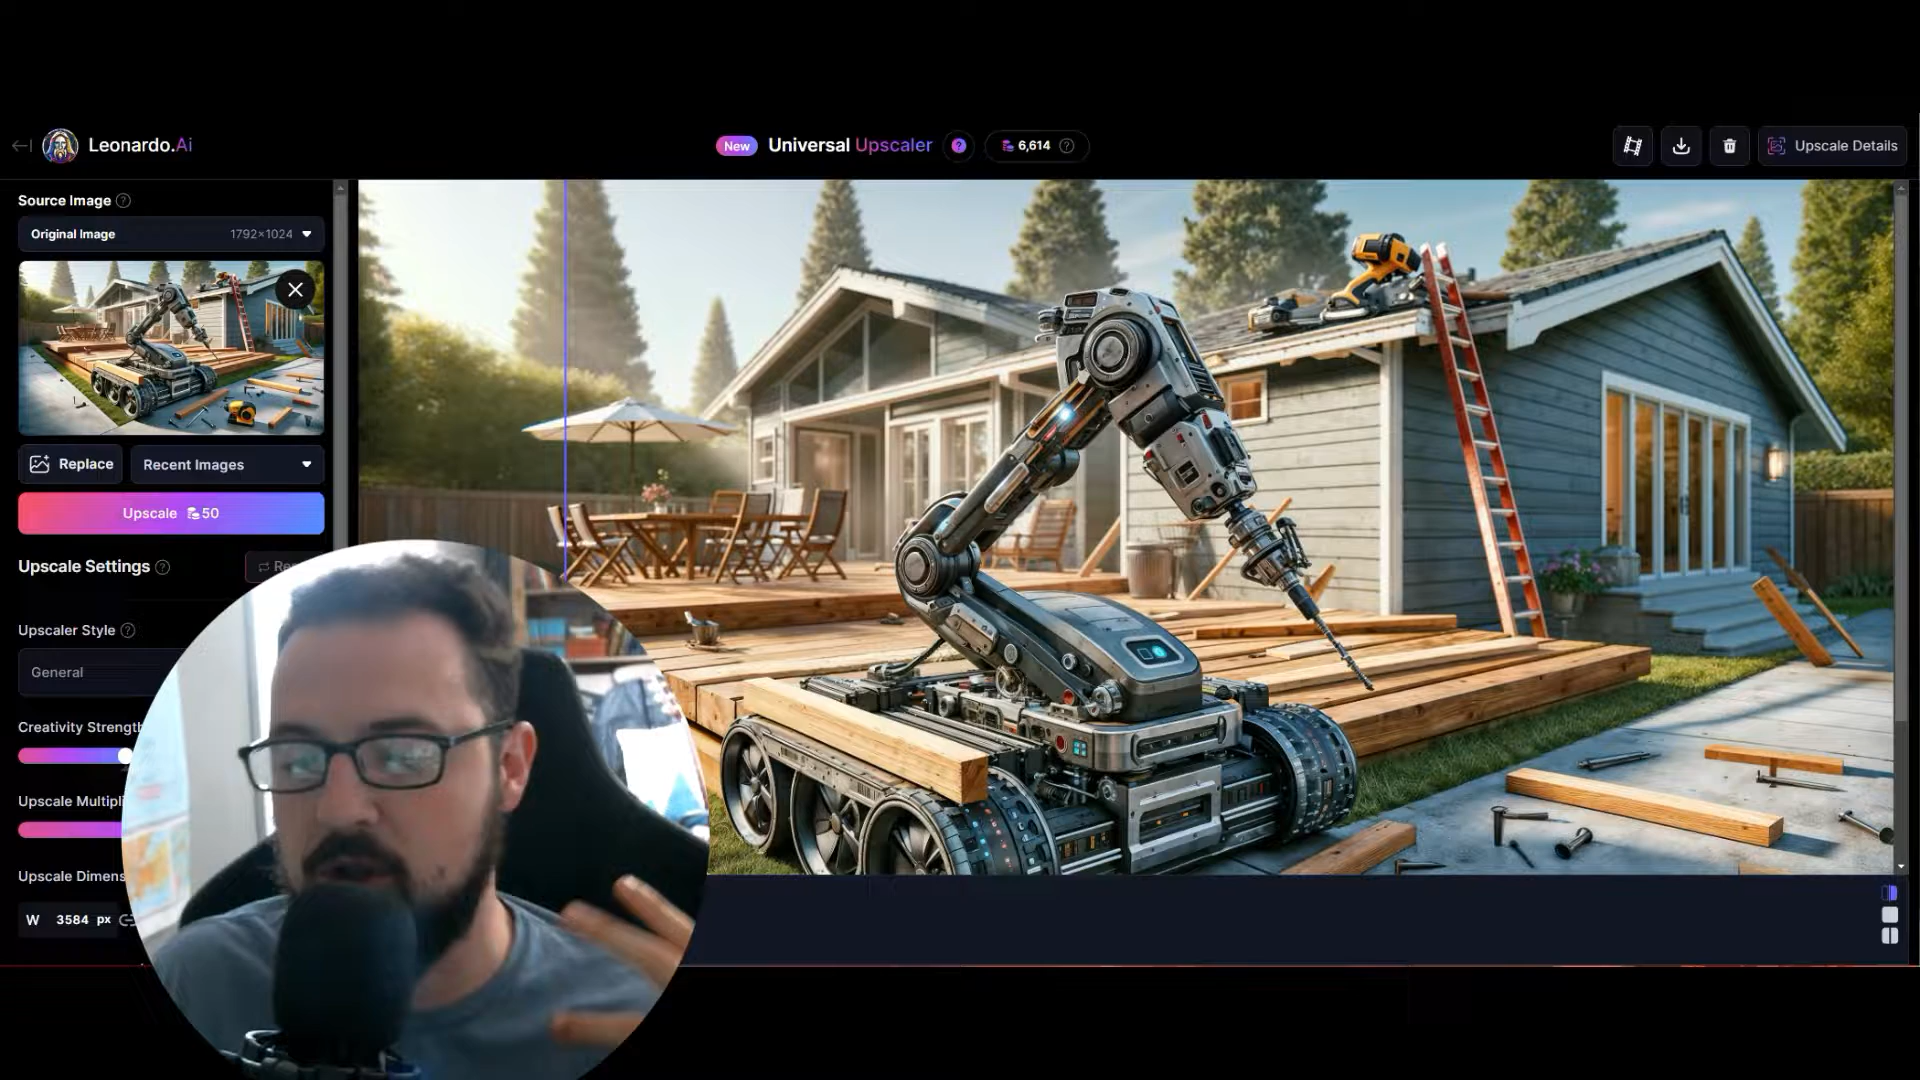 Leonardo.Ai
New Universal Upscaler
6,614
Upscale Details
Source Image
Original Image 1792×1024
Replace
Recent Images
Upscale 50
Upscale Settings
Upscaler Style
General
Creativity Strength
Upscale
Upscale
W 3584 px